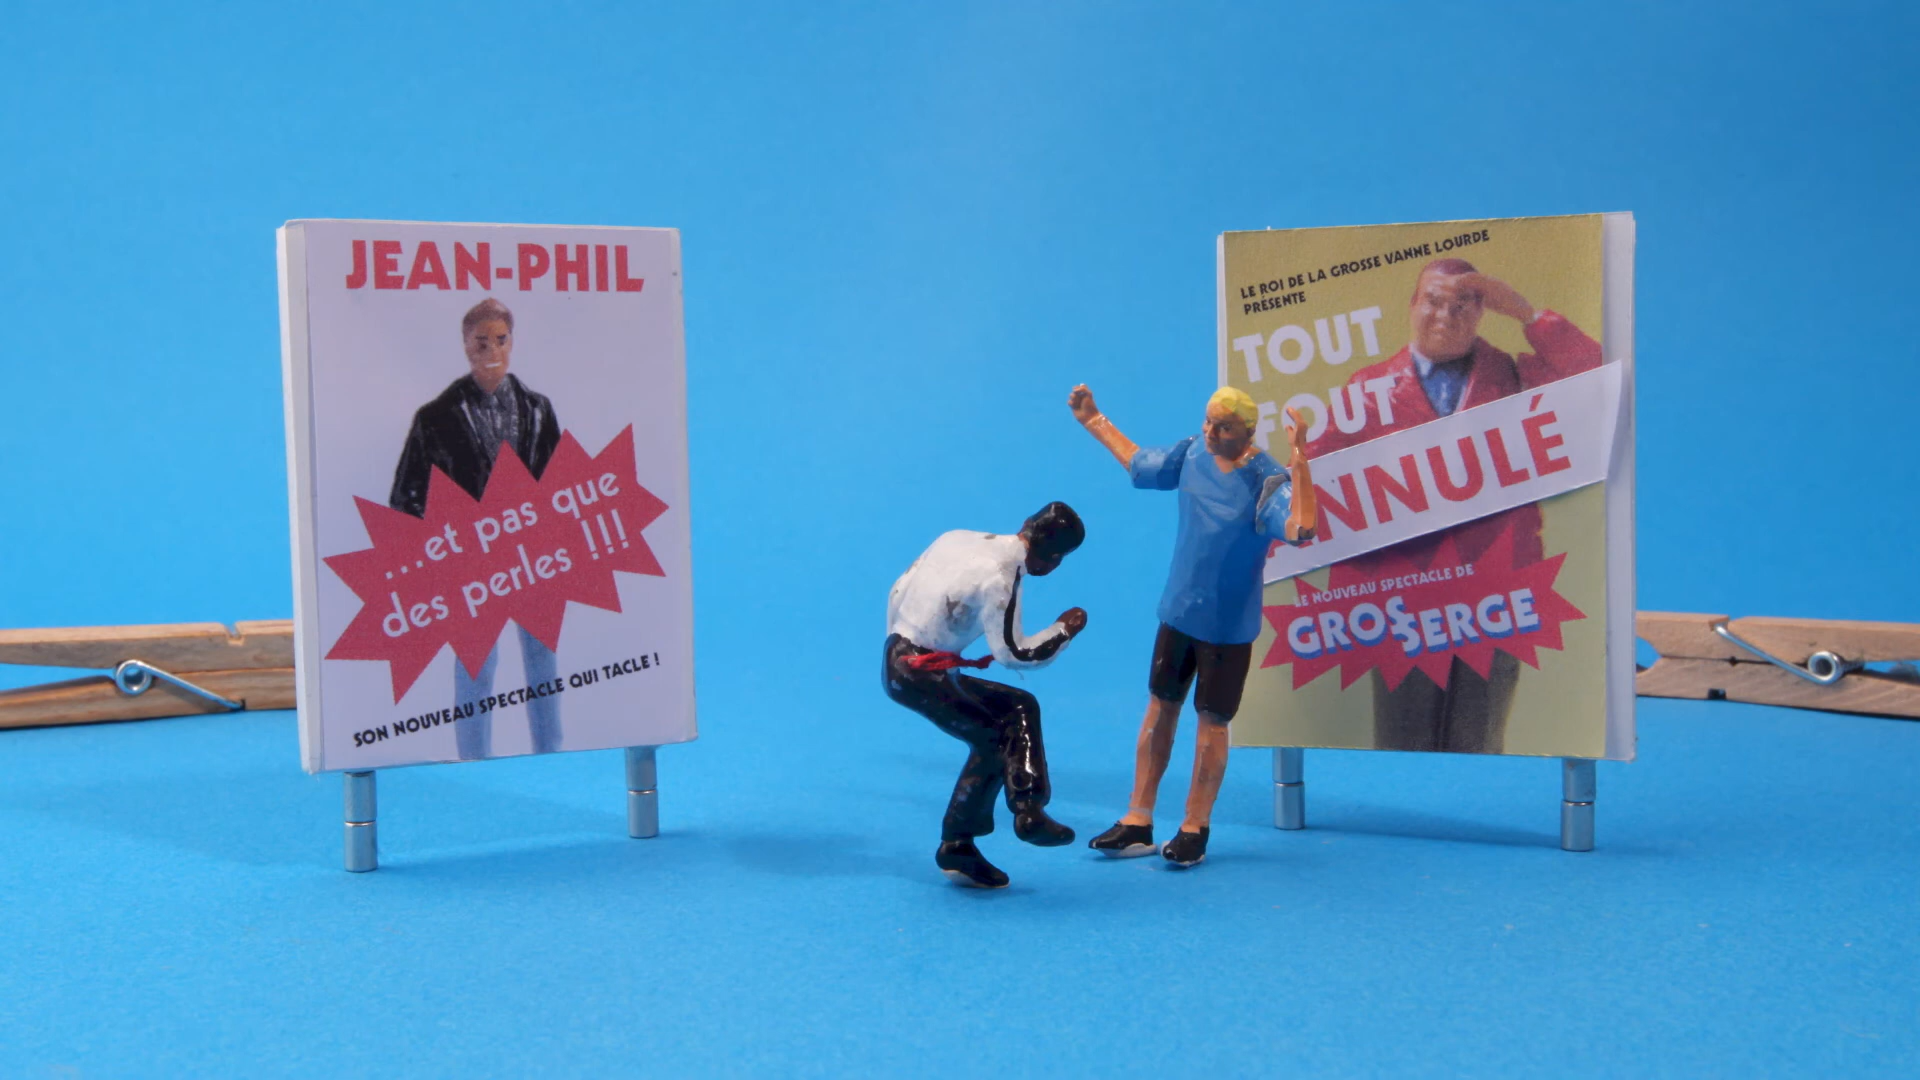 JEAN-PHIL
...et pas que
des perles !!!
SON NOUVEAU SPECTACLE QUI TACLE !
LE ROI DE LA GROSSE VANNE LOURDE
PRÉSENTE
TOUT
FOUT
ANNULÉ
LE NOUVEAU SPECTACLE DE
GROS SERGE